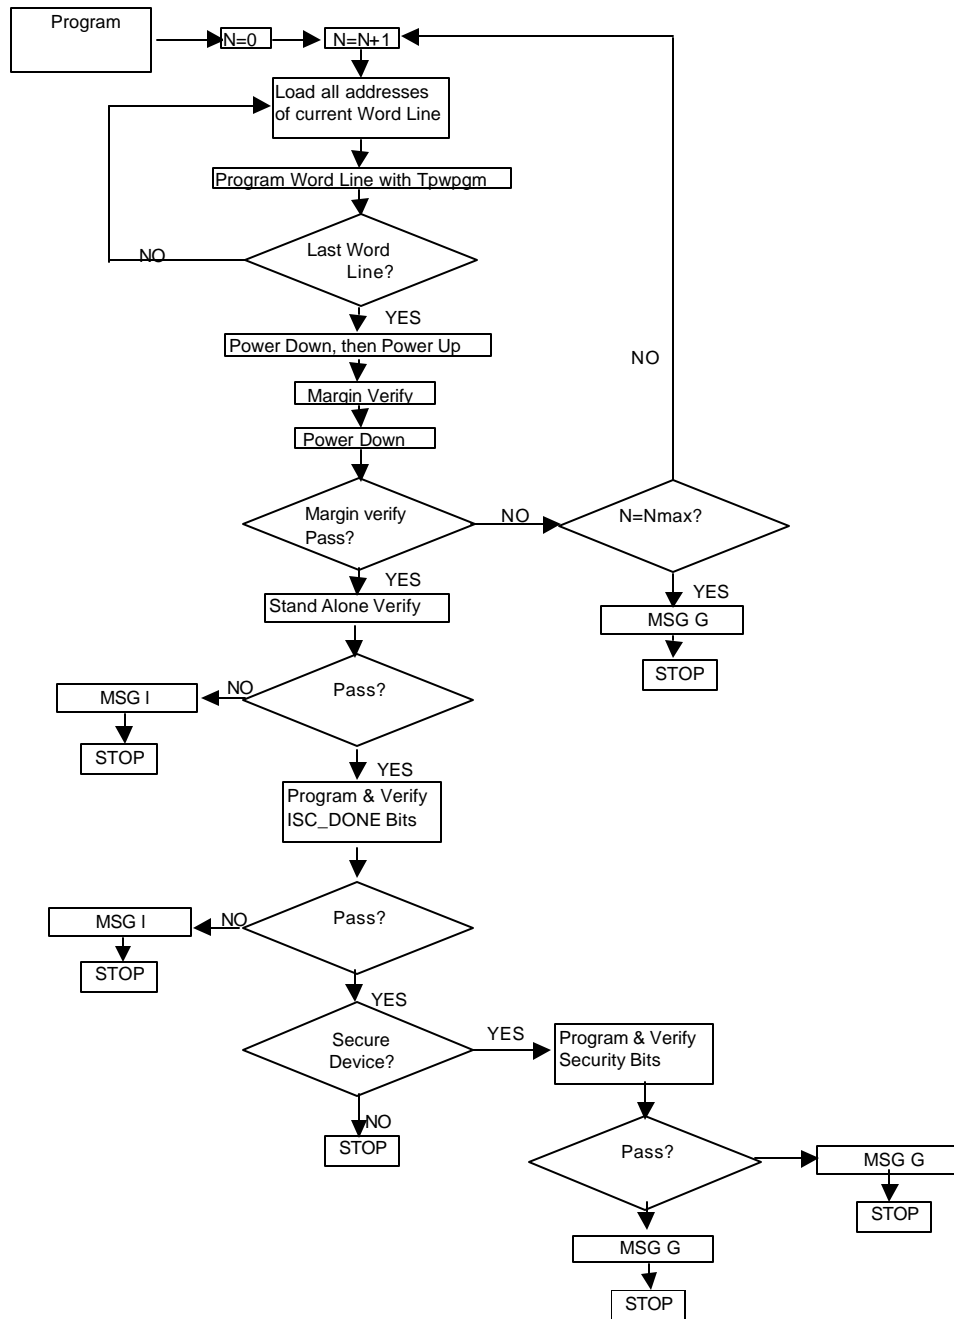 Program
N=0
N=N+1
Load all addresses
of current Word Line
Program Word Line with Tpwpgm
Last Word
Line?
NO
YES
Power Down, then Power Up
NO
Margin Verify
Power Down
Margin verify
Pass?
NO
N=Nmax?
YES
YES
Stand Alone Verify
MSG G
STOP
Pass?
NO
MSG I
STOP
YES
Program & Verify
ISC_DONE Bits
Pass?
NO
MSG I
STOP
YES
Secure
Device?
YES
Program & Verify
Security Bits
NO
STOP
Pass?
MSG G
STOP
MSG G
STOP